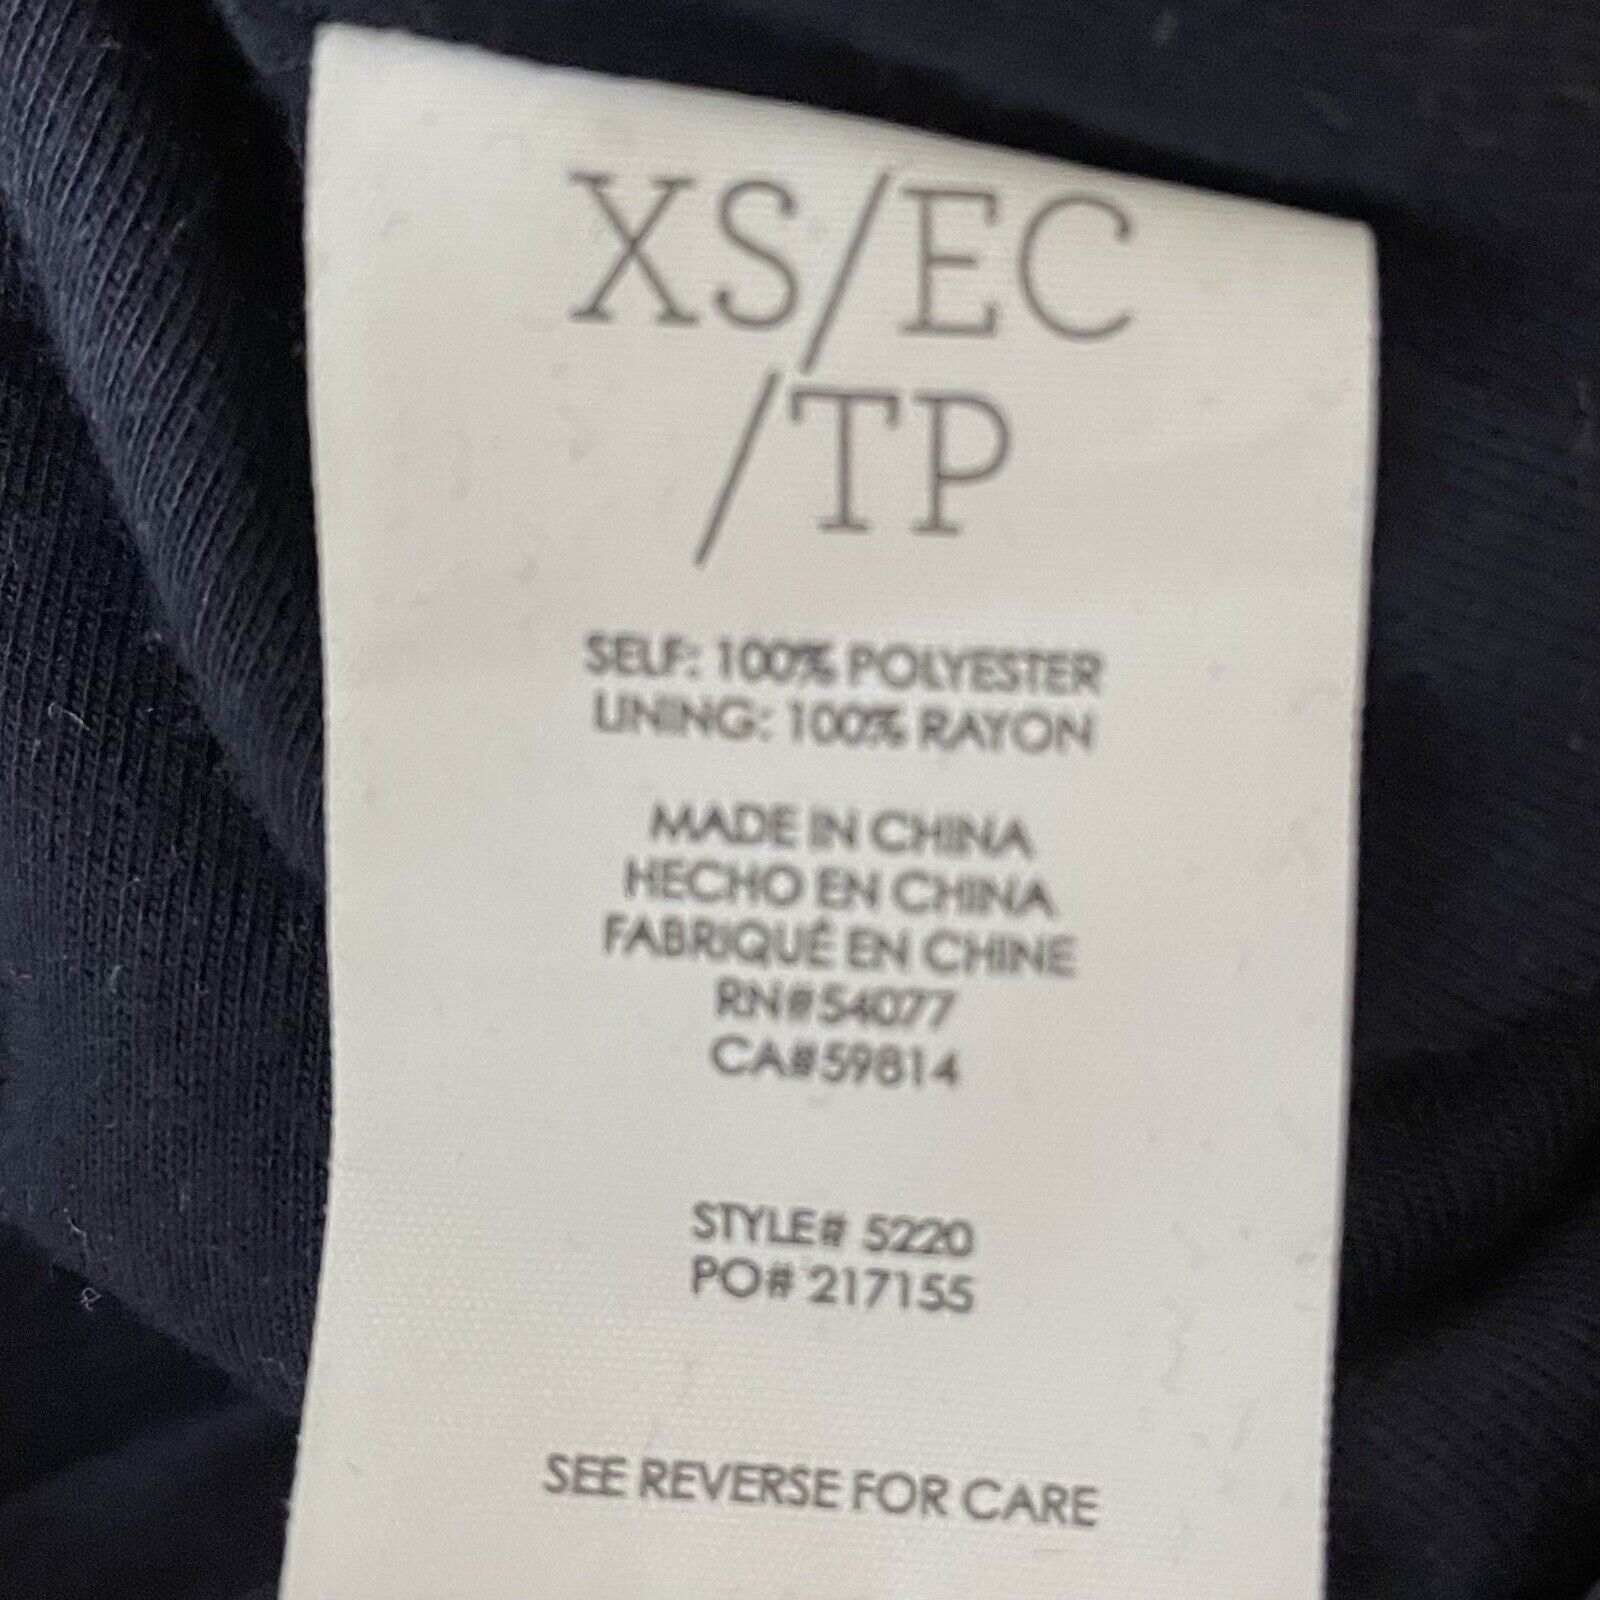 XS/EC
/TP
SELF: 100% POLYESTER
LINING: 100% RAYON
MADE IN CHINA
HECHO EN CHINA
FABRIQUÉ EN CHINE
RN#54077
CA#59814
STYLE# 5220
PO# 217155
SEE REVERSE FOR CARE